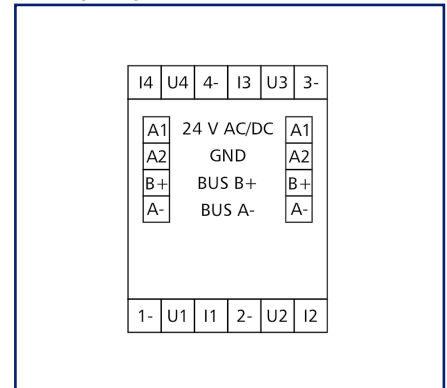 I4 U4 4- I3 U3 3-
A1 24 V AC/DC A1
A2 GND A2
B+ BUS B+ B+
A- BUS A- A-
1- U1 I1 2- U2 I2